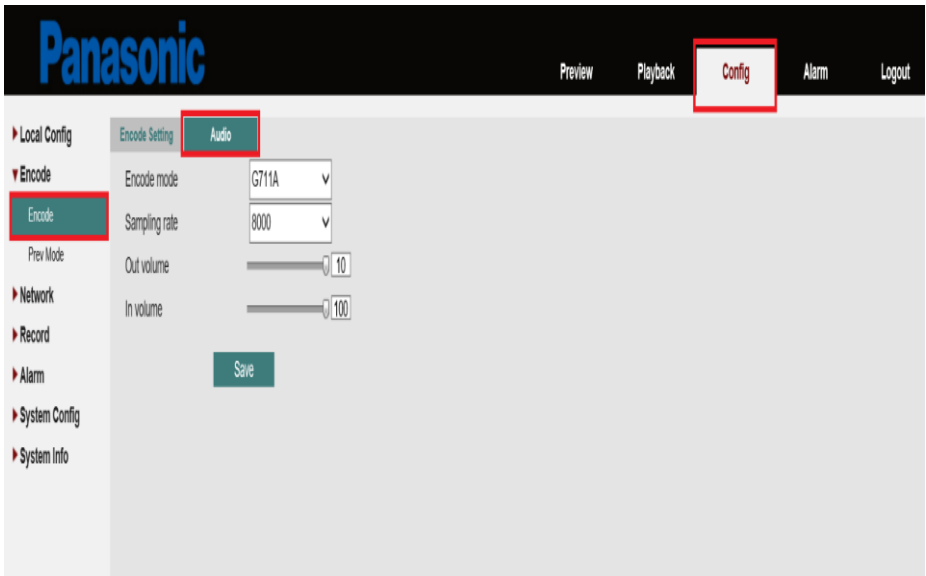 Panasonic
Preview Playback Config Alarm Logout
Local Config
Encode
Encode
Prev Mode
Network
Record
Alarm
System Config
System Info
Encode Setting Audio
Encode mode G711A
Sampling rate 8000
Out volume 10
In volume 100
Save